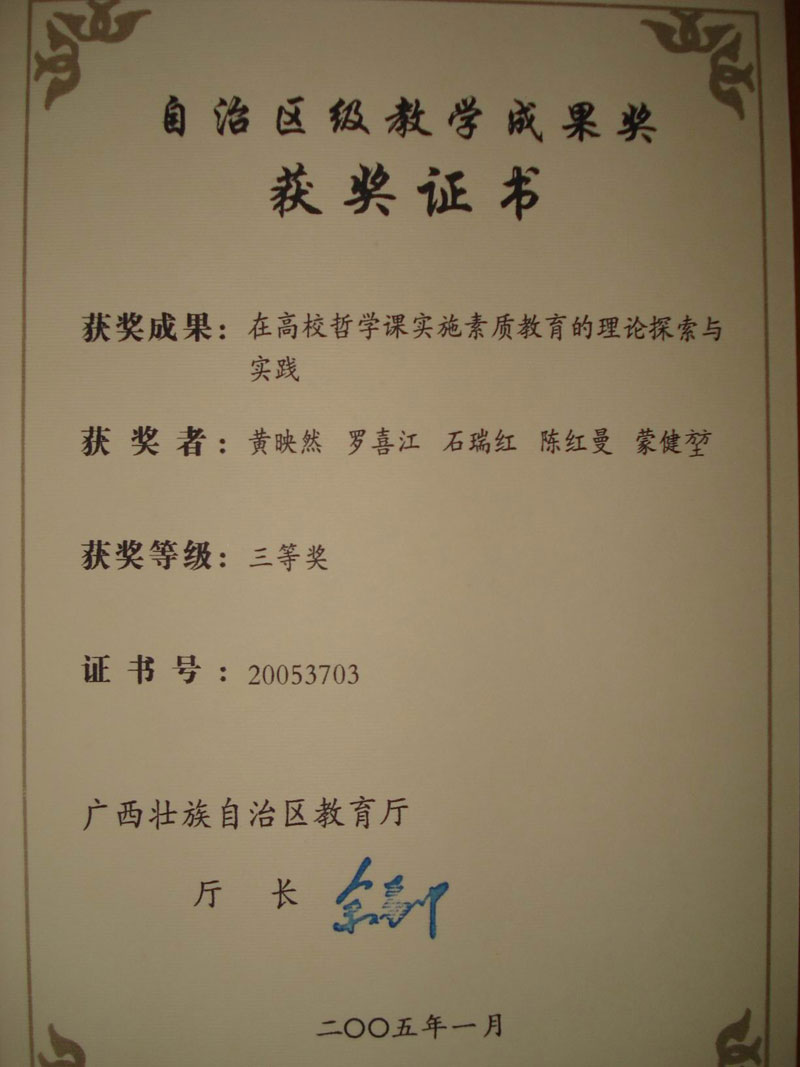 自治区级教学成果奖
获奖证书
获奖成果：在高校哲学课实施素质教育的理论探索与
实践
获奖者：黄映然 罗喜江 石瑞红 陈红曼 蒙健堃
获奖等级：三等奖
证书号：20053703
广西壮族自治区教育厅
厅长
二〇〇五年一月